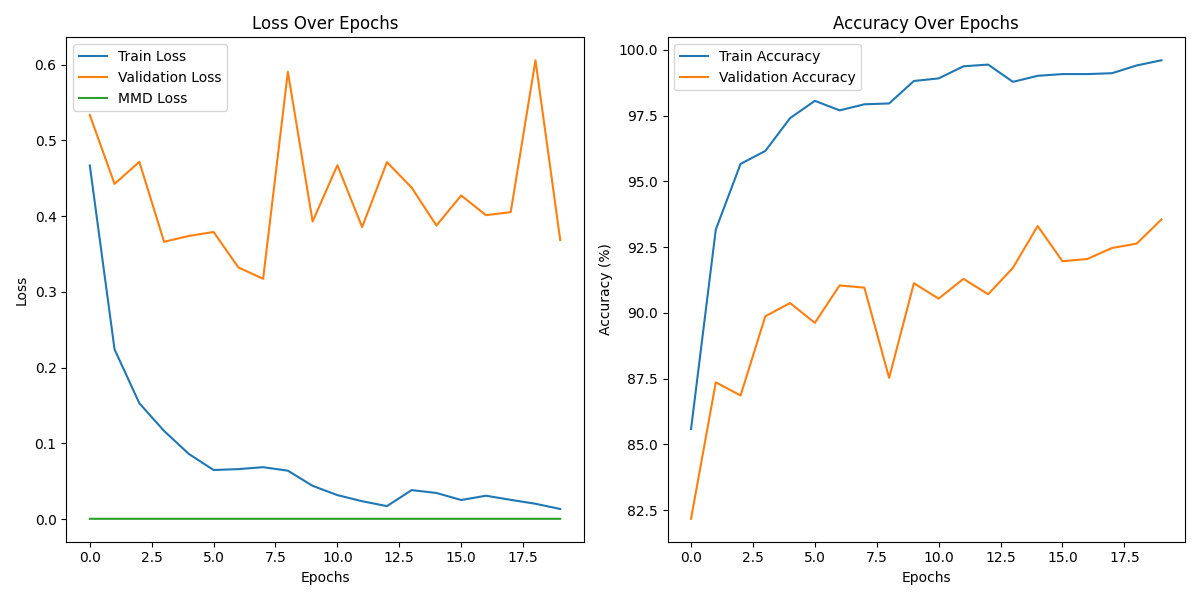 Loss Over Epochs
Train Loss
Validation Loss
MMD Loss
0.6
0.5
0.4
0.3
0.2
0.1
0.0
Loss
0.0 2.5 5.0 7.5 10.0 12.5 15.0 17.5
Epochs
Accuracy Over Epochs
Train Accuracy
Validation Accuracy
100.0
97.5
95.0
92.5
90.0
87.5
85.0
82.5
Accuracy (%)
0.0 2.5 5.0 7.5 10.0 12.5 15.0 17.5
Epochs